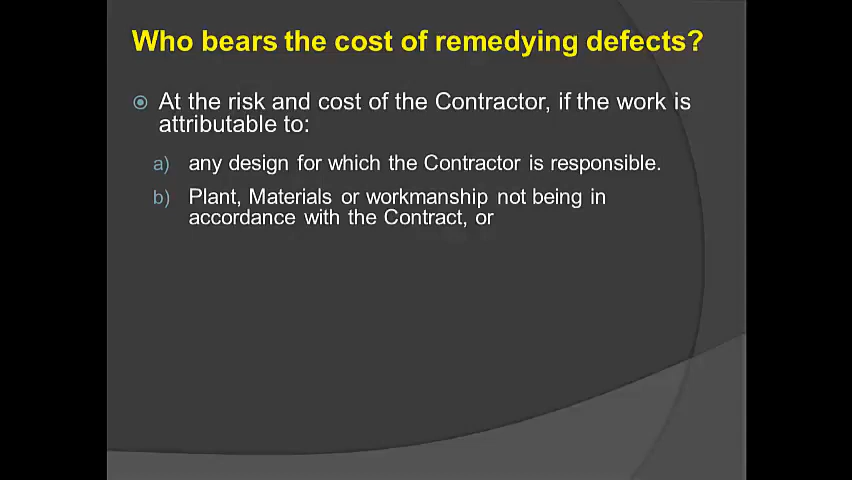 Who bears the cost of remedying defects?
At the risk and cost of the Contractor, if the work is
attributable to:
a) any design for which the Contractor is responsible.
b) Plant, Materials or workmanship not being in
accordance with the Contract, or